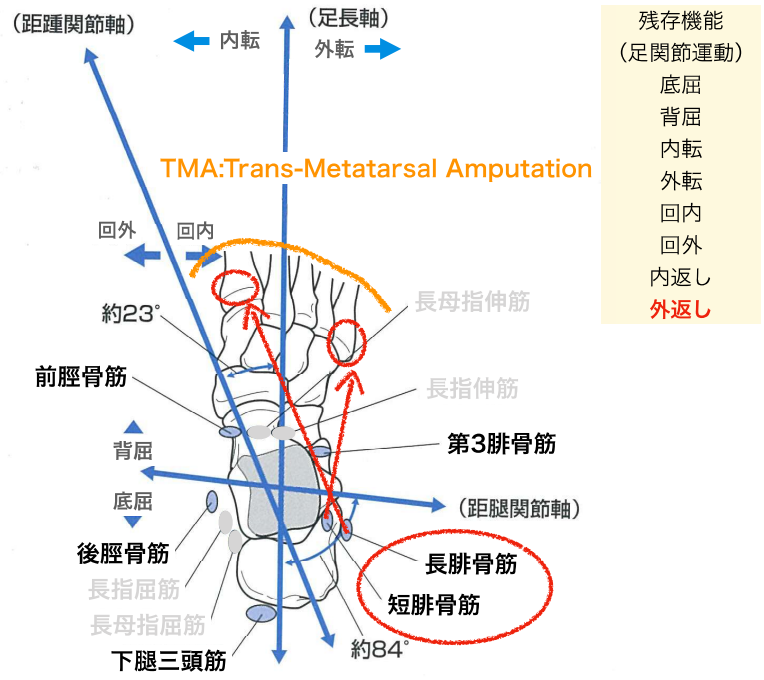 （距踵関節軸）
（足長軸）
内転
外転
TMA:Trans-Metatarsal Amputation
回外
回内
約23°
長母指伸筋
前脛骨筋
長指伸筋
背屈
第3腓骨筋
底屈
（距腿関節軸）
後脛骨筋
長腓骨筋
長指屈筋
短腓骨筋
長母指屈筋
下腿三頭筋
約84°
残存機能
（足関節運動）
底屈
背屈
内転
外転
回内
回外
内返し
外返し